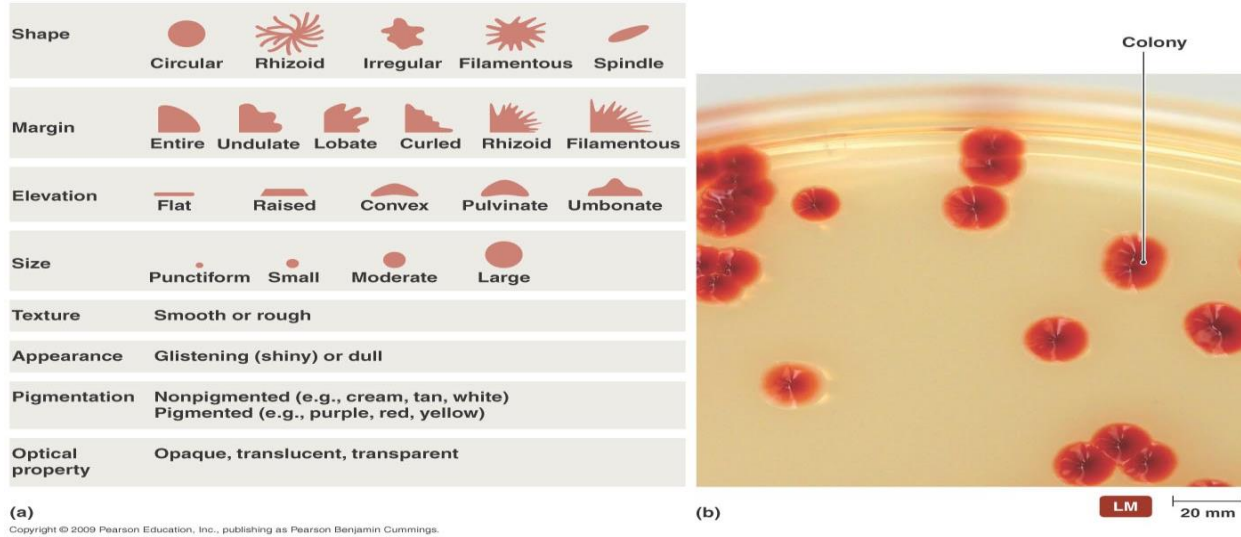 Shape
Circular Rhizoid Irregular Filamentous Spindle
Margin
Entire Undulate Lobate Curled Rhizoid Filamentous
Elevation
Flat Raised Convex Pulvinate Umbonate
Size
Punctiform Small Moderate Large
Texture Smooth or rough
Appearance Glistening (shiny) or dull
Pigmentation Nonpigmented (e.g., cream, tan, white)
Pigmented (e.g., purple, red, yellow)
Optical property Opaque, translucent, transparent
(a)
Copyright © 2009 Pearson Education, Inc., publishing as Pearson Benjamin Cummings.
Colony
(b)
LM 20 mm